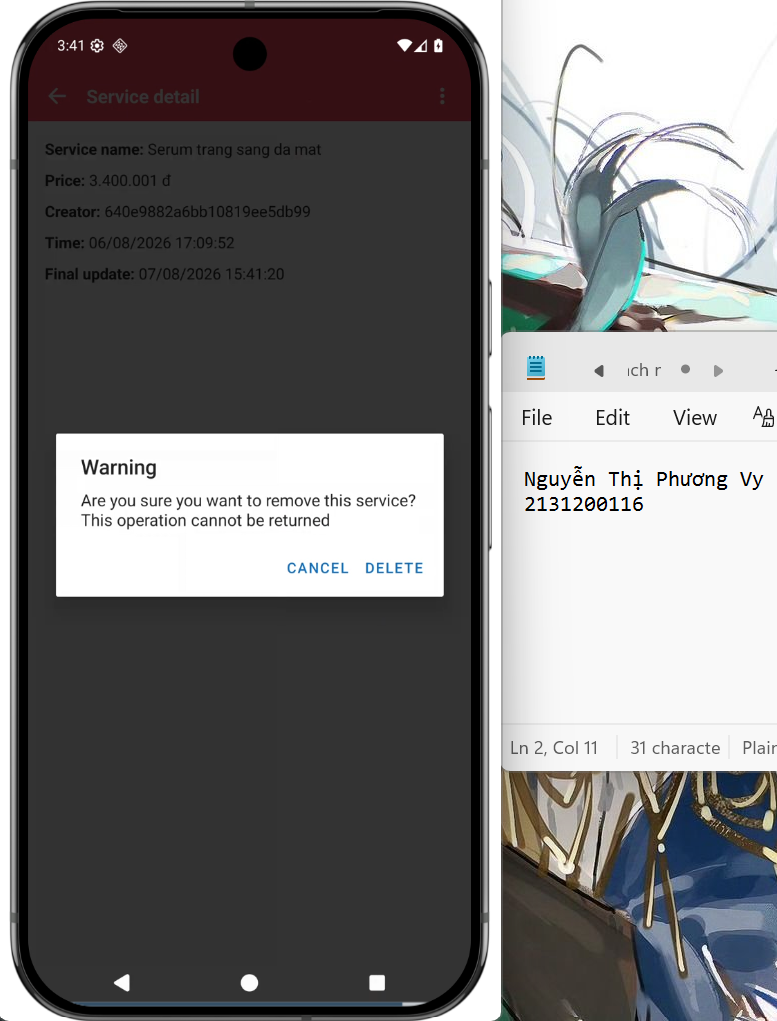 3:41
Service detail
Service name: Serum trang sang da mat
Price: 3.400.001 đ
Creator: 640e9882a6bb10819ee5db99
Time: 06/08/2026 17:09:52
Final update: 07/08/2026 15:41:20
Warning
Are you sure you want to remove this service?
This operation cannot be returned
CANCEL DELETE
ach r
File Edit View
Nguyễn Thị Phương Vy
2131200116
Ln 2, Col 11 31 characte Plain